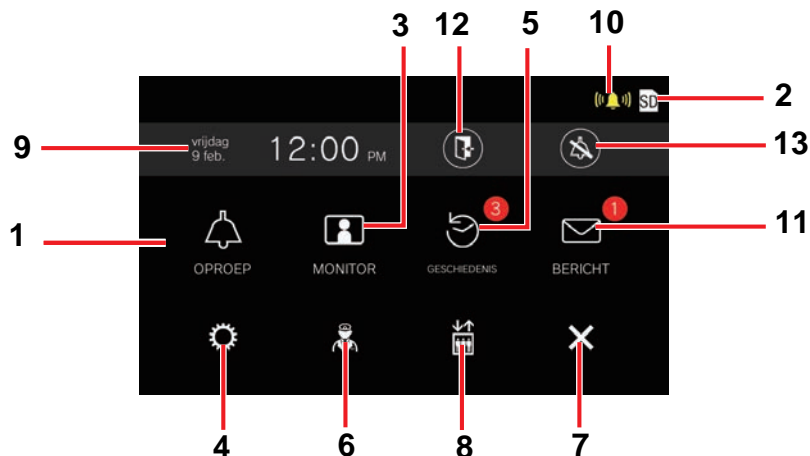 3
12
5
10
2
SD
9
vrijdag
9 feb.
12:00 PM
13
1
3
1
11
OPROEP
MONITOR
GESCHIEDENIS
BERICHT
4
6
8
7